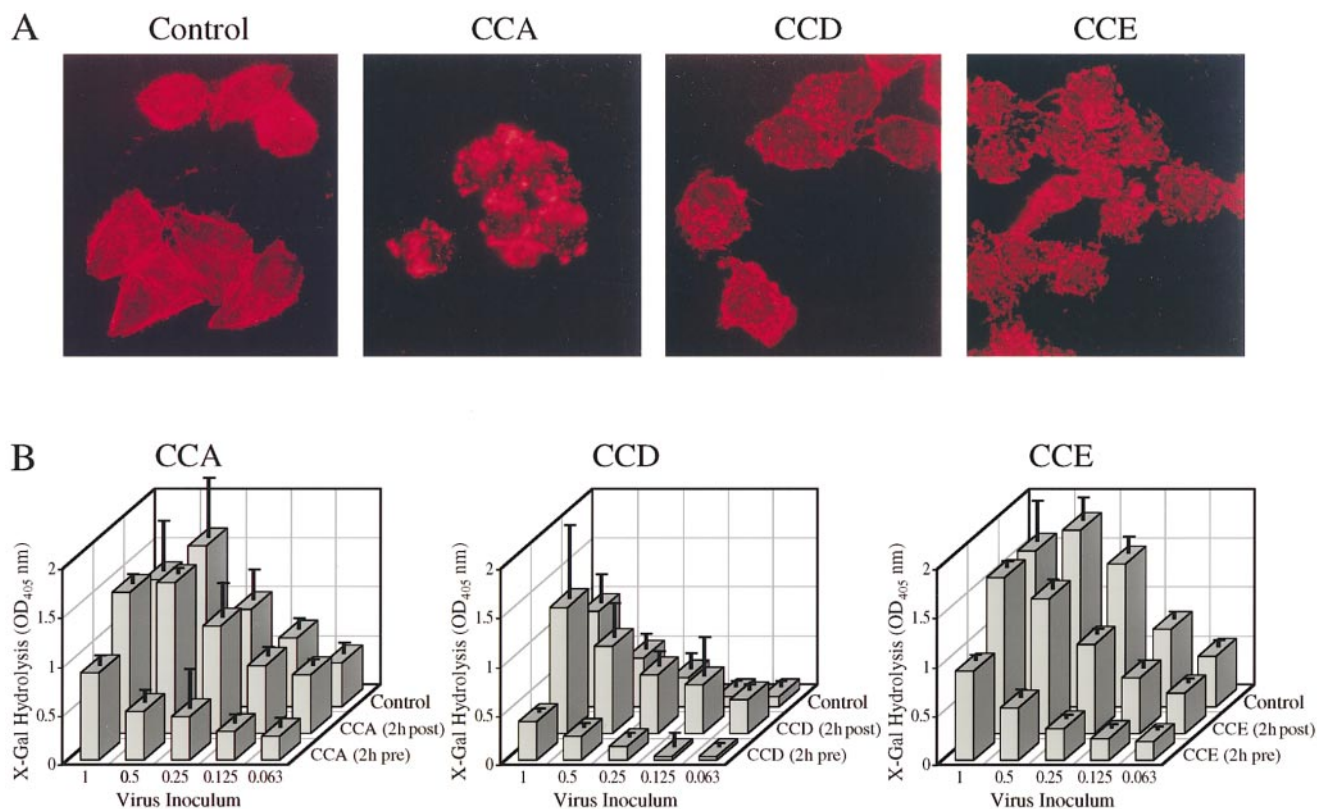 A
Control
CCA
CCD
CCE
B
CCA
X-Gal Hydrolysis (OD₄₀₅ nm)
2
1.5
1
0.5
0
1 0.5 0.25 0.125 0.063
Virus Inoculum
Control
CCA (2h post)
CCA (2h pre)
CCD
X-Gal Hydrolysis (OD₄₀₅ nm)
2
1.5
1
0.5
0
1 0.5 0.25 0.125 0.063
Virus Inoculum
Control
CCD (2h post)
CCD (2h pre)
CCE
X-Gal Hydrolysis (OD₄₀₅ nm)
2
1.5
1
0.5
0
1 0.5 0.25 0.125 0.063
Virus Inoculum
Control
CCE (2h post)
CCE (2h pre)